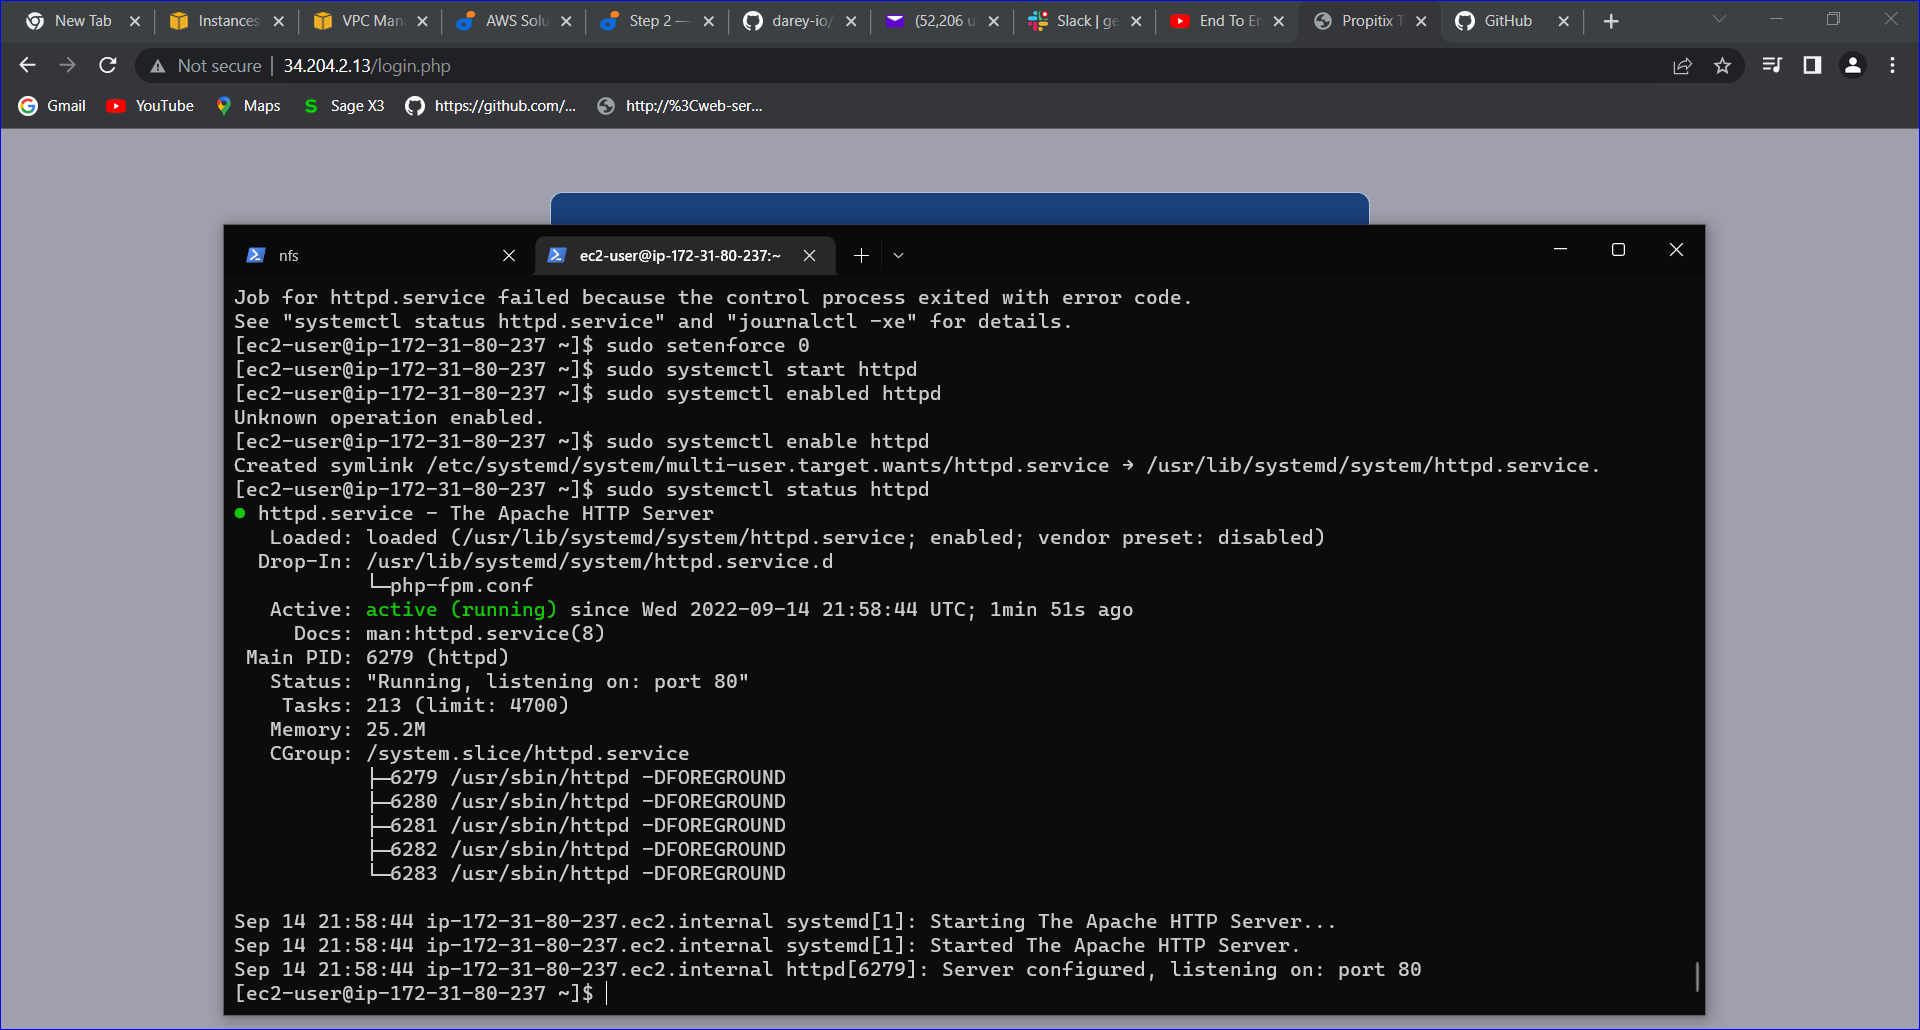 New Tab
Instances
VPC Man
AWS Solu
Step 2 —
darey-io/
(52,206 u
Slack | ge
End To En
Propitix T
GitHub
Not secure | 34.204.2.13/login.php
Gmail YouTube Maps Sage X3 https://github.com/... http://%3Cweb-ser...
nfs
ec2-user@ip-172-31-80-237:~
Job for httpd.service failed because the control process exited with error code.
See "systemctl status httpd.service" and "journalctl -xe" for details.
[ec2-user@ip-172-31-80-237 ~]$ sudo setenforce 0
[ec2-user@ip-172-31-80-237 ~]$ sudo systemctl start httpd
[ec2-user@ip-172-31-80-237 ~]$ sudo systemctl enabled httpd
Unknown operation enabled.
[ec2-user@ip-172-31-80-237 ~]$ sudo systemctl enable httpd
Created symlink /etc/systemd/system/multi-user.target.wants/httpd.service → /usr/lib/systemd/system/httpd.service.
[ec2-user@ip-172-31-80-237 ~]$ sudo systemctl status httpd
● httpd.service - The Apache HTTP Server
Loaded: loaded (/usr/lib/systemd/system/httpd.service; enabled; vendor preset: disabled)
Drop-In: /usr/lib/systemd/system/httpd.service.d
└─php-fpm.conf
Active: active (running) since Wed 2022-09-14 21:58:44 UTC; 1min 51s ago
Docs: man:httpd.service(8)
Main PID: 6279 (httpd)
Status: "Running, listening on: port 80"
Tasks: 213 (limit: 4700)
Memory: 25.2M
CGroup: /system.slice/httpd.service
├─6279 /usr/sbin/httpd -DFOREGROUND
├─6280 /usr/sbin/httpd -DFOREGROUND
├─6281 /usr/sbin/httpd -DFOREGROUND
├─6282 /usr/sbin/httpd -DFOREGROUND
└─6283 /usr/sbin/httpd -DFOREGROUND
Sep 14 21:58:44 ip-172-31-80-237.ec2.internal systemd[1]: Starting The Apache HTTP Server...
Sep 14 21:58:44 ip-172-31-80-237.ec2.internal systemd[1]: Started The Apache HTTP Server.
Sep 14 21:58:44 ip-172-31-80-237.ec2.internal httpd[6279]: Server configured, listening on: port 80
[ec2-user@ip-172-31-80-237 ~]$